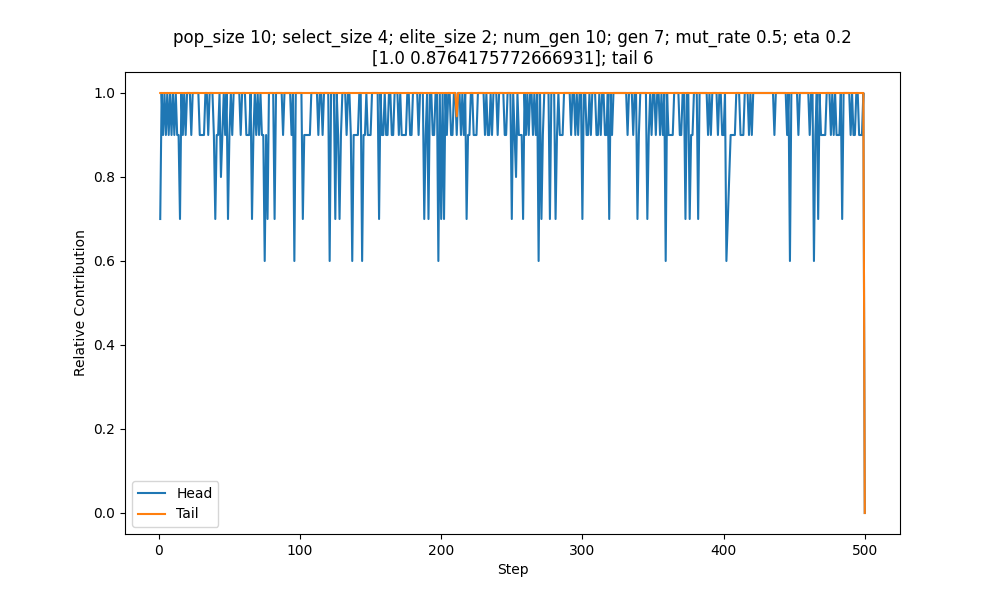 pop_size 10; select_size 4; elite_size 2; num_gen 10; gen 7; mut_rate 0.5; eta 0.2
[1.0 0.8764175772666931]; tail 6
1.0
0.8
0.6
0.4
0.2
0.0
Relative Contribution
Head
Tail
0
100
200
300
400
500
Step